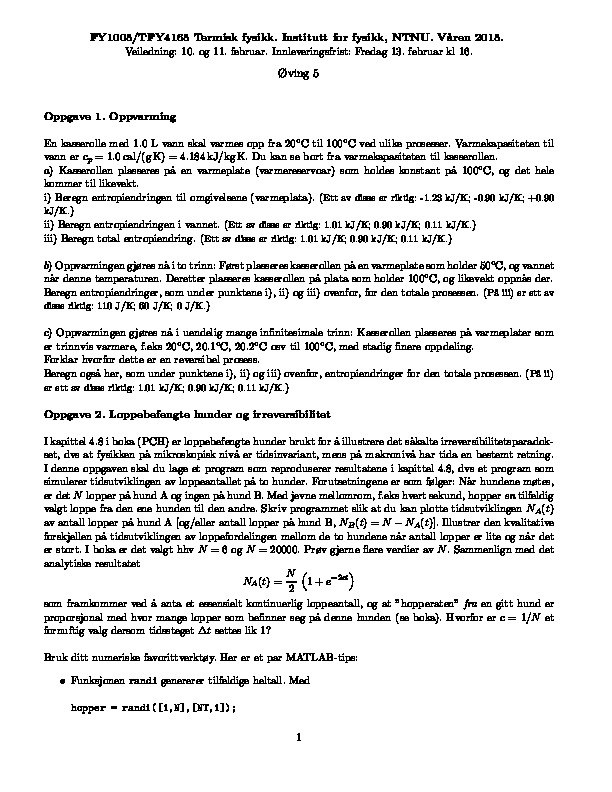 FY1005/TFY4165 Termisk fysikk. Institutt for fysikk, NTNU. Våren 2015.
Veiledning: 10. og 11. februar. Innleveringsfrist: Fredag 13. februar kl 16.
Øving 5
Oppgave 1. Oppvarming
En kasserolle med 1.0 L vann skal varmes opp fra 20°C til 100°C ved ulike prosesser. Varmekapasiteten til
vann er cp = 1.0 cal/(g K) = 4.184 kJ/kg K. Du kan se bort fra varmekapasiteten til kasserollen.
a) Kasserollen plasseres på en varmeplate (varmereservoar) som holdes konstant på 100°C, og det hele
kommer til likevekt.
i) Beregn entropiendringen til omgivelsene (varmeplata). (Ett av disse er riktig: -1.23 kJ/K; -0.90 kJ/K; +0.90
kJ/K.)
ii) Beregn entropiendringen i vannet. (Ett av disse er riktig: 1.01 kJ/K; 0.90 kJ/K; 0.11 kJ/K.)
iii) Beregn total entropiendring. (Ett av disse er riktig: 1.01 kJ/K; 0.90 kJ/K; 0.11 kJ/K.)
b) Oppvarmingen gjøres nå i to trinn: Først plasseres kasserollen på en varmeplate som holder 50°C, og vannet
når denne temperaturen. Deretter plasseres kasserollen på plata som holder 100°C, og likevekt oppnås der.
Beregn entropiendringer, som under punktene i), ii) og iii) ovenfor, for den totale prosessen. (På iii) er ett av
disse riktig: 110 J/K; 60 J/K; 0 J/K.)
c) Oppvarmingen gjøres nå i uendelig mange infinitesimale trinn: Kasserollen plasseres på varmeplater som
er trinnvis varmere, f.eks 20°C, 20.1°C, 20.2°C osv til 100°C, med stadig finere oppdeling.
Forklar hvorfor dette er en reversibel prosess.
Beregn også her, som under punktene i), ii) og iii) ovenfor, entropiendringer for den totale prosessen. (På ii)
er ett av disse riktig: 1.01 kJ/K; 0.90 kJ/K; 0.11 kJ/K.)
Oppgave 2. Loppebefengte hunder og irreversibilitet
I kapittel 4.8 i boka (PCH) er loppebefengte hunder brukt for å illustrere det såkalte irreversibilitetsparadok-
set, dvs at fysikken på mikroskopisk nivå er tidsinvariant, mens på makronivå har tida en bestemt retning.
I denne oppgaven skal du lage et program som reproduserer resultatene i kapittel 4.8, dvs et program som
simulerer tidsutviklingen av loppeantallet på to hunder. Forutsetningene er som følger: Når hundene møtes,
er det N lopper på hund A og ingen på hund B. Med jevne mellomrom, f.eks hvert sekund, hopper en tilfeldig
valgt loppe fra den ene hunden til den andre. Skriv programmet slik at du kan plotte tidsutviklingen NA(t)
av antall lopper på hund A [og/eller antall lopper på hund B, NB(t) = N − NA(t)]. Illustrer den kvalitative
forskjellen på tidsutviklingen av loppefordelingen mellom de to hundene når antall lopper er lite og når det
er stort. I boka er det valgt hhv N = 6 og N = 20000. Prøv gjerne flere verdier av N. Sammenlign med det
analytiske resultatet
NA(t) = N/2 (1 + e^−2ct)
som framkommer ved å anta et essensielt kontinuerlig loppeantall, og at "hopperaten" fra en gitt hund er
proporsjonal med hvor mange lopper som befinner seg på denne hunden (se boka). Hvorfor er c = 1/N et
fornuftig valg dersom tidssteget Δt settes lik 1?
Bruk ditt numeriske favorittverktøy. Her er et par MATLAB-tips:
• Funksjonen randi genererer tilfeldige heltall. Med
hopper = randi([1,N],[NT,1]);
1